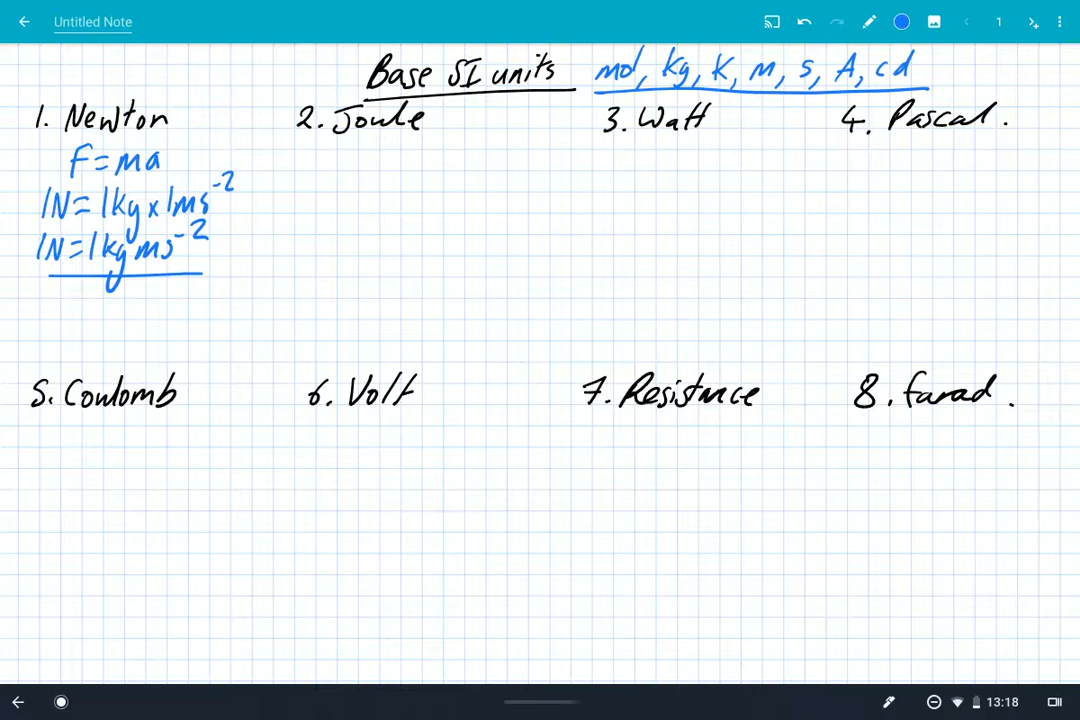 Untitled Note
1
Base SI units mol, kg, K, m, s, A, cd
1. Newton 2. Joule 3. Watt 4. Pascal.
F=ma
1N=1kg x 1ms⁻²
1N=1kgms⁻²
5. Coulomb 6. Volt 7. Resistance 8. farad.
13:18